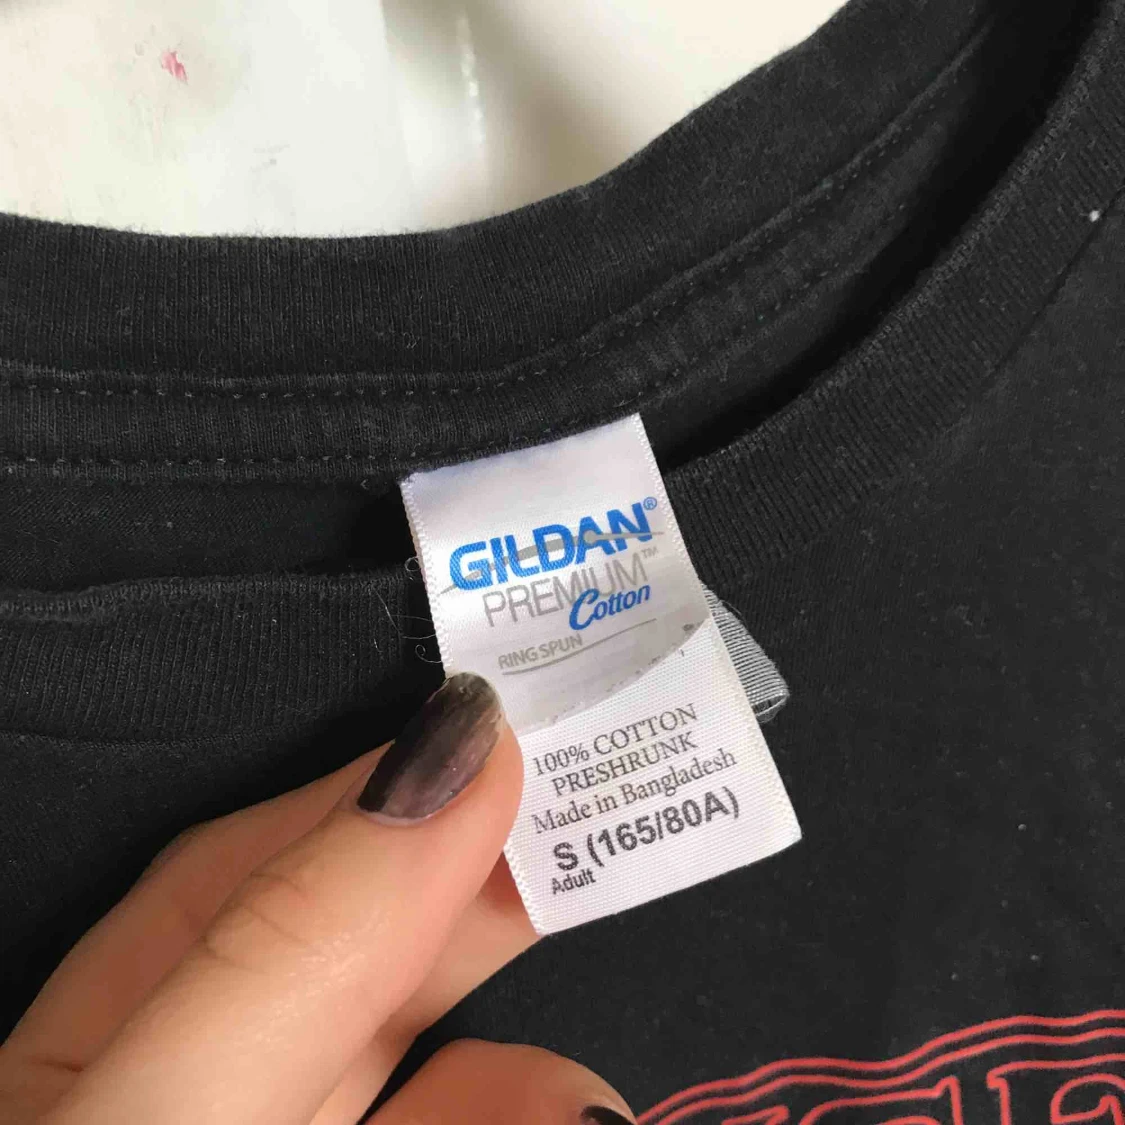 GILDAN®
PREMIUM™
Cotton
RING SPUN
100% COTTON
PRESHRUNK
Made in Bangladesh
S (165/80A)
Adult